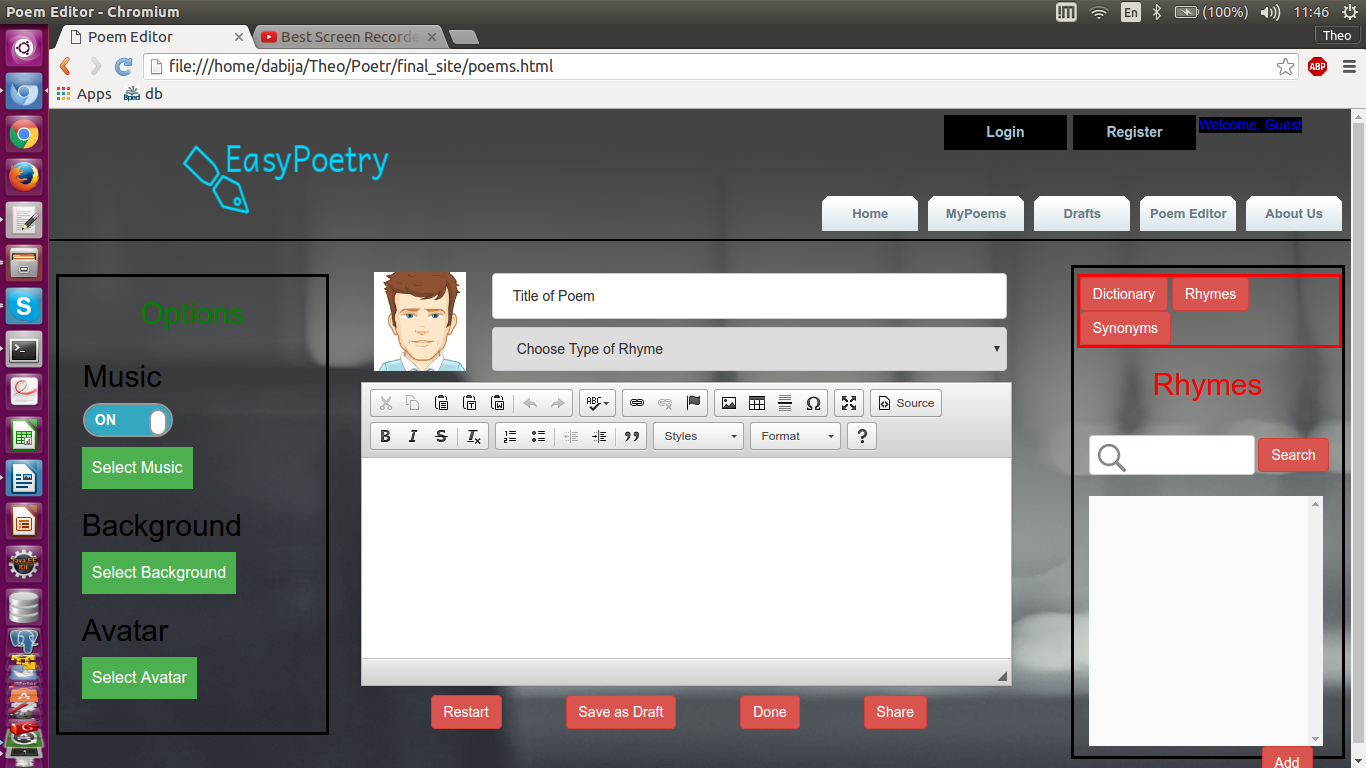 Poem Editor - Chromium
En (100%) 11:46
Poem Editor Best Screen Recorde Theo
file:///home/dabija/Theo/Poetr/final_site/poems.html ABP
Apps db
Login Register Welcome, Guest
EasyPoetry
Home MyPoems Drafts Poem Editor About Us
Options
Music
ON
Select Music
Background
Select Background
Avatar
Select Avatar
Title of Poem
Choose Type of Rhyme
ABC Source
B I S Ix
Styles Format ?
Restart Save as Draft Done Share
Dictionary Rhymes
Synonyms
Rhymes
Search
Add